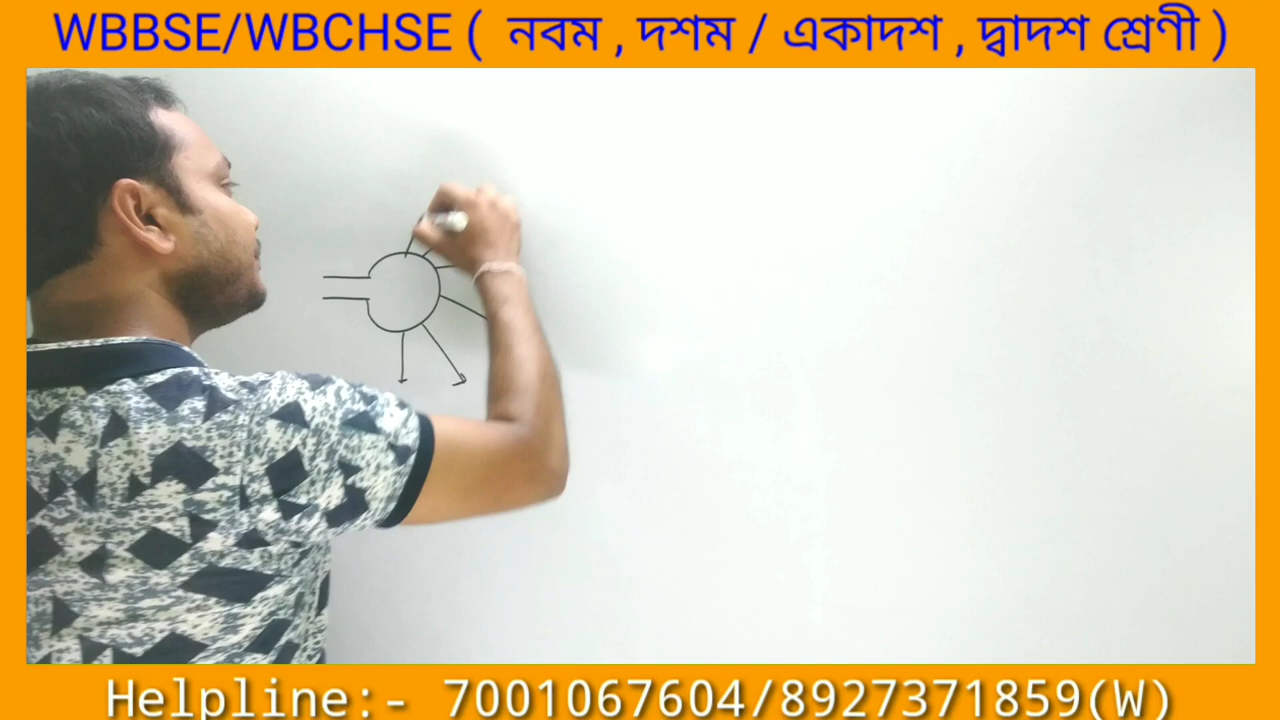 WBBSE/WBCHSE ( নবম , দশম / একাদশ , দ্বাদশ শ্রেণী )
Helpline:- 7001067604/8927371859(W)